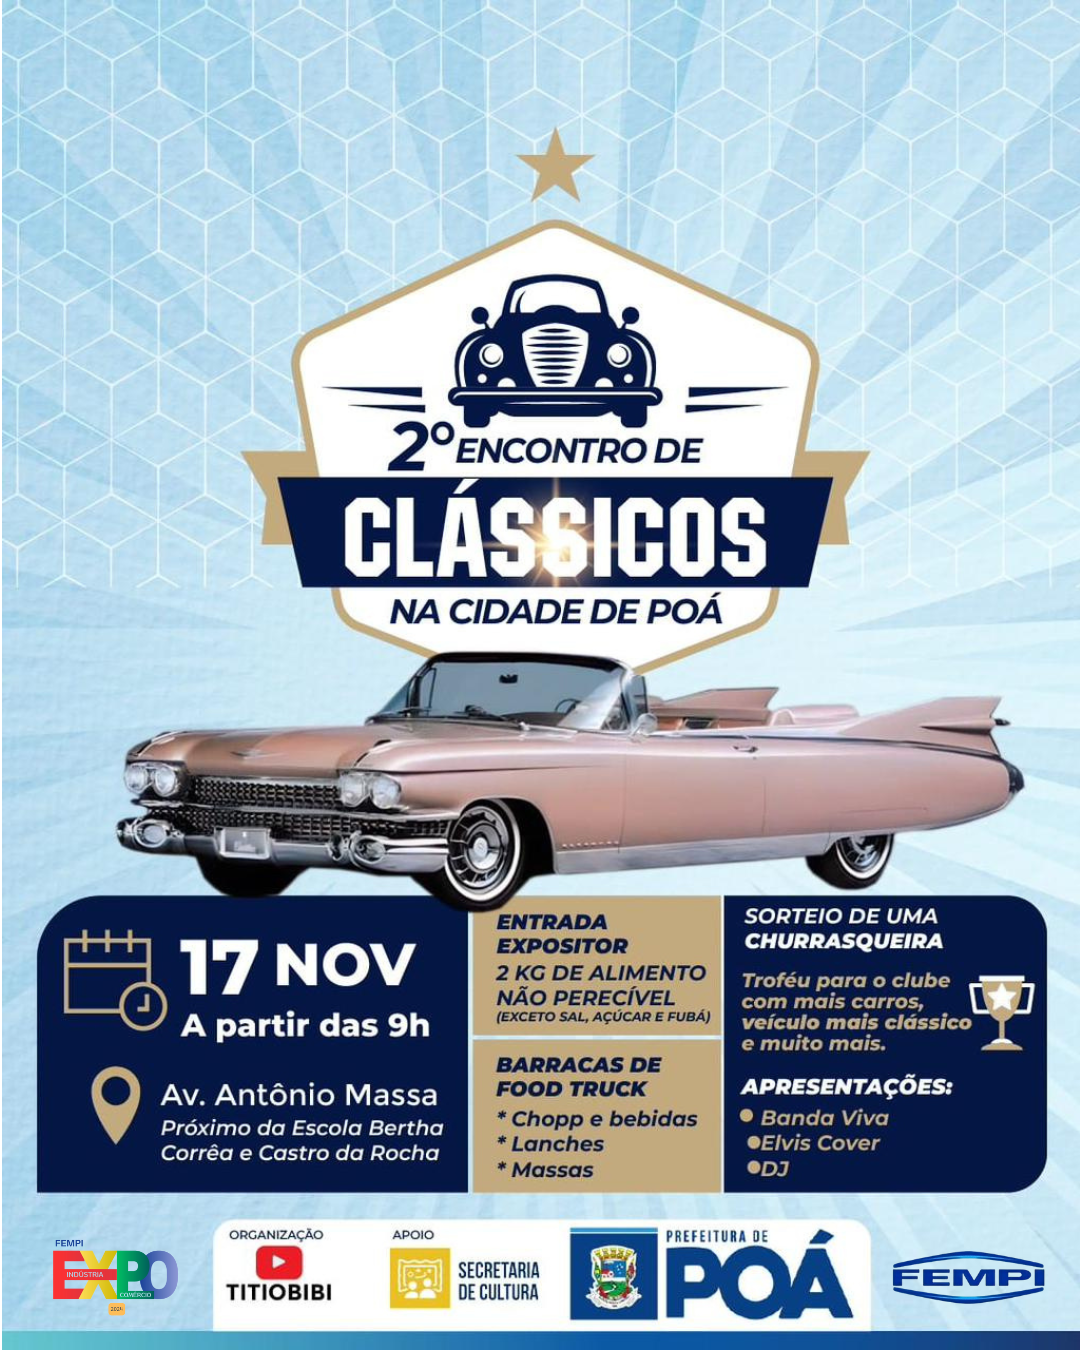 2º ENCONTRO DE
CLÁSSICOS
NA CIDADE DE POÁ
17 NOV
A partir das 9h
Av. Antônio Massa
Próximo da Escola Bertha
Corrêa e Castro da Rocha
ENTRADA
EXPOSITOR
2 KG DE ALIMENTO
NÃO PERECÍVEL
(EXCETO SAL, AÇÚCAR E FUBÁ)
BARRACAS DE
FOOD TRUCK
* Chopp e bebidas
* Lanches
* Massas
SORTEIO DE UMA
CHURRASQUEIRA
Troféu para o clube
com mais carros,
veículo mais clássico
e muito mais.
APRESENTAÇÕES:
● Banda Viva
●Elvis Cover
●DJ
FEMPI
EXPO
INDÚSTRIA
COMÉRCIO
2024
ORGANIZAÇÃO
TITIOBIBI
APOIO
SECRETARIA
DE CULTURA
PREFEITURA DE
POÁ
FEMPI